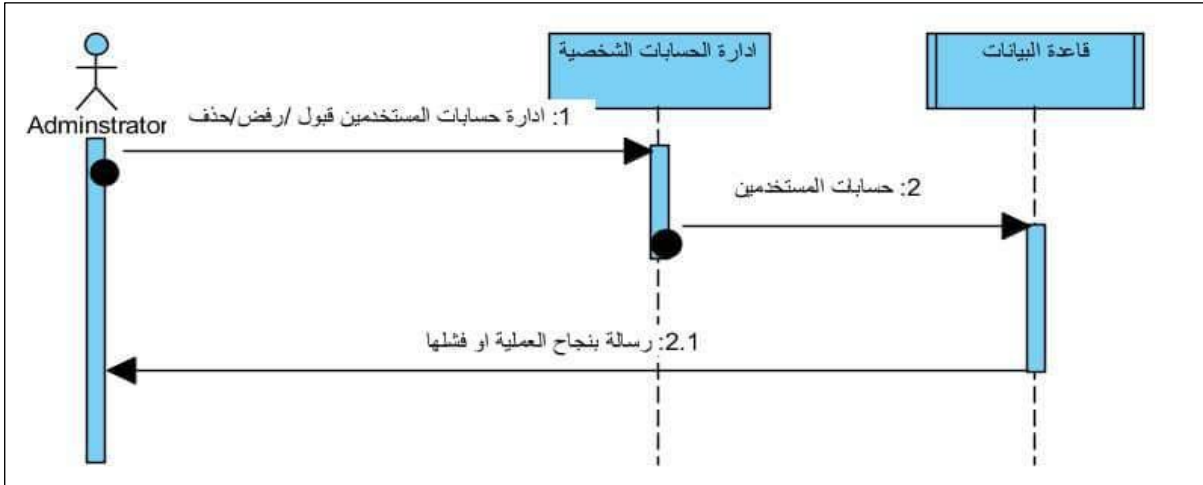 ادارة الحسابات الشخصية
قاعدة البيانات
Adminstrator
1: ادارة حسابات المستخدمين قبول /رفض/حذف
2: حسابات المستخدمين
2.1: رسالة بنجاح العملية او فشلها